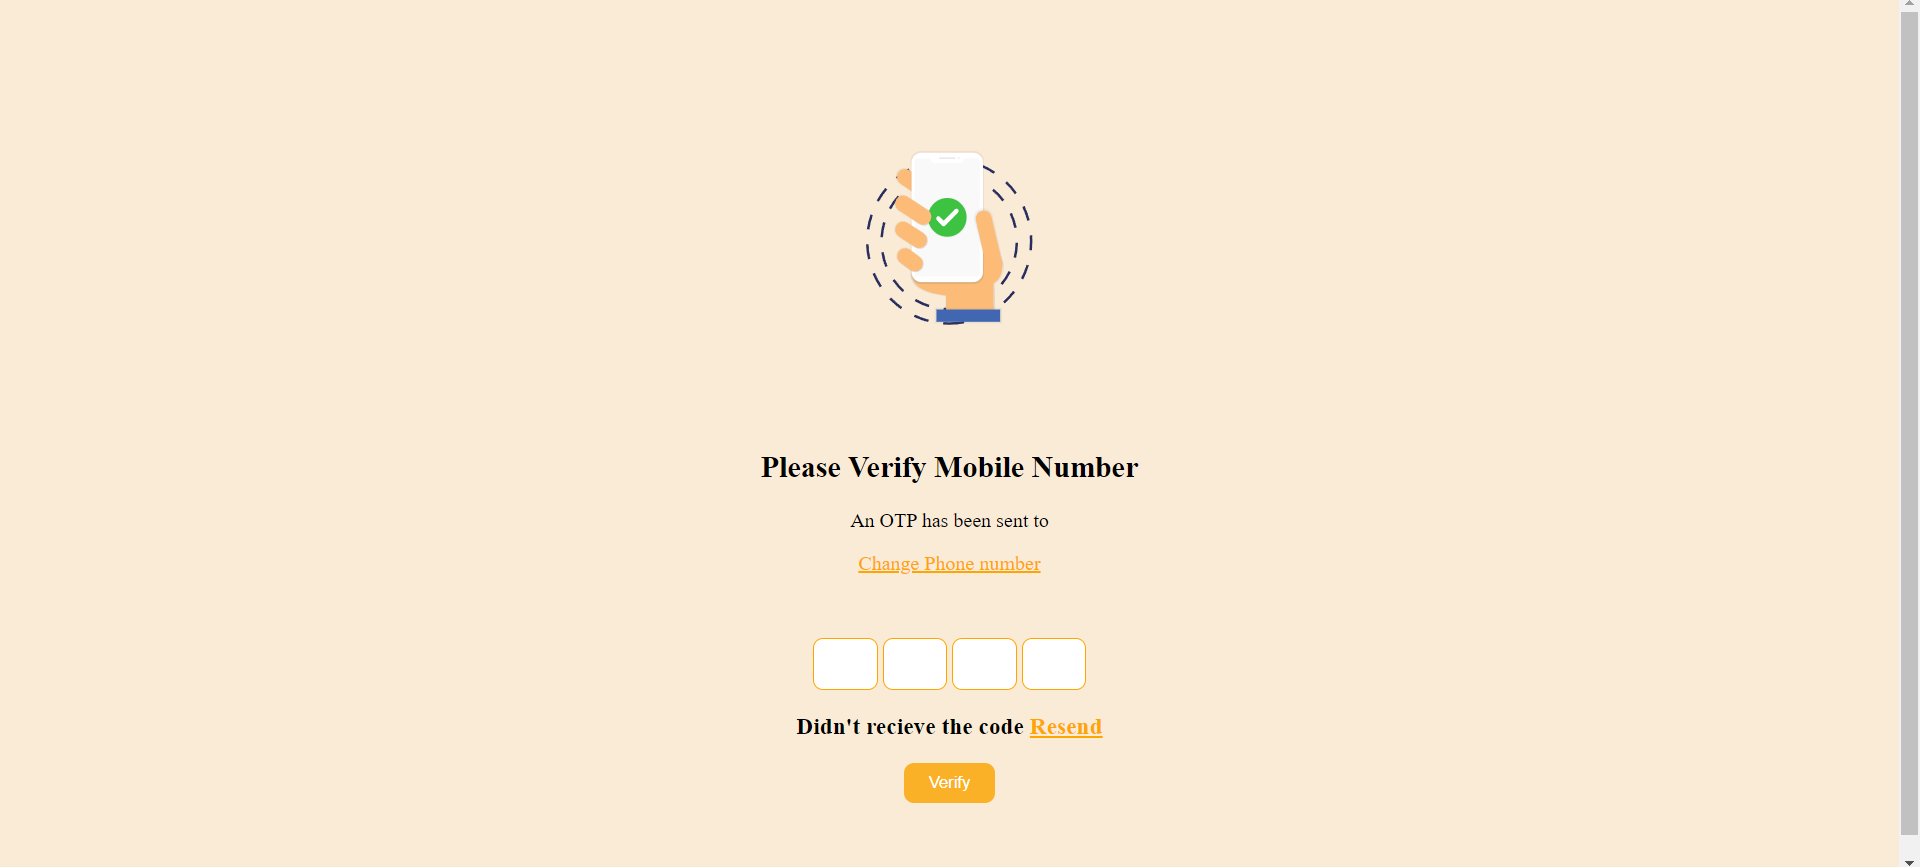 Please Verify Mobile Number
An OTP has been sent to
Change Phone number
Didn't recieve the code Resend
Verify